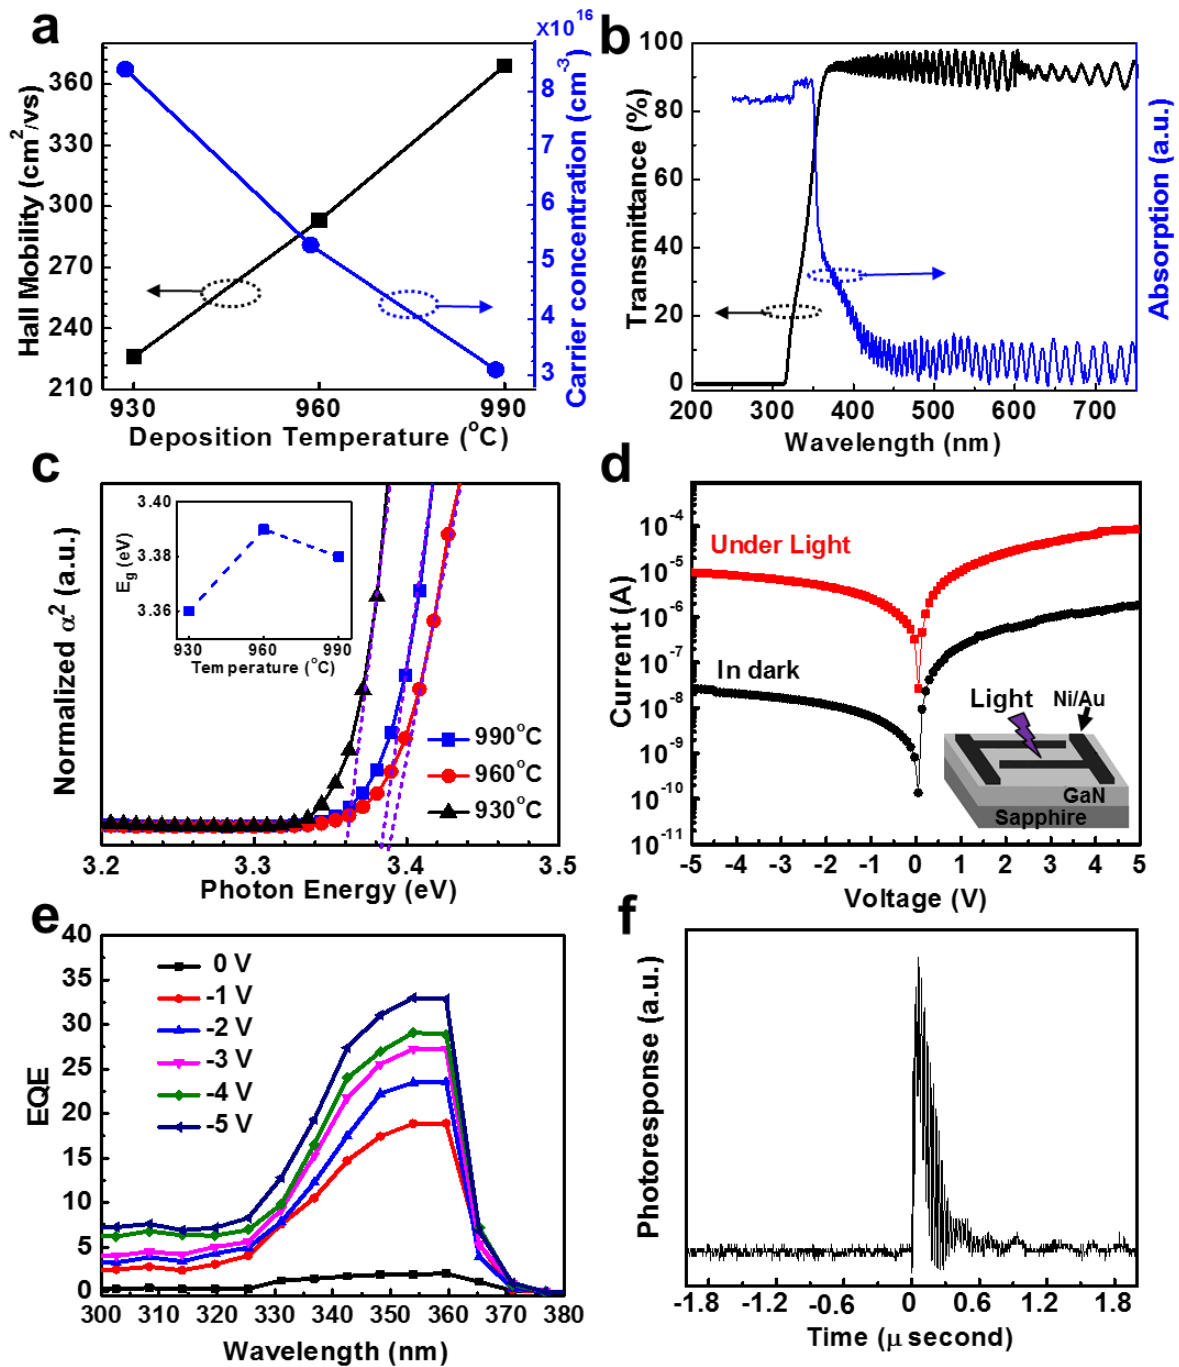 a
x10^16
Hall Mobility (cm^2/vs)
360
330
300
270
240
210
8
7
6
5
4
3
Carrier concentration (cm^-3)
930
960
990
Deposition Temperature (°C)
b
Transmittance (%)
100
80
60
40
20
0
Absorption (a.u.)
200
300
400
500
600
700
Wavelength (nm)
c
Normalized α^2 (a.u.)
E_g (eV)
3.40
3.38
3.36
930
960
990
Temperature (°C)
990°C
960°C
930°C
3.2
3.3
3.4
3.5
Photon Energy (eV)
d
Current (A)
10^-4
10^-5
10^-6
10^-7
10^-8
10^-9
10^-10
10^-11
Under Light
In dark
Light
Ni/Au
GaN
Sapphire
-5
-4
-3
-2
-1
0
1
2
3
4
5
Voltage (V)
e
EQE
40
35
30
25
20
15
10
5
0
0 V
-1 V
-2 V
-3 V
-4 V
-5 V
300
310
320
330
340
350
360
370
380
Wavelength (nm)
f
Photoresponse (a.u.)
-1.8
-1.2
-0.6
0
0.6
1.2
1.8
Time (μ second)